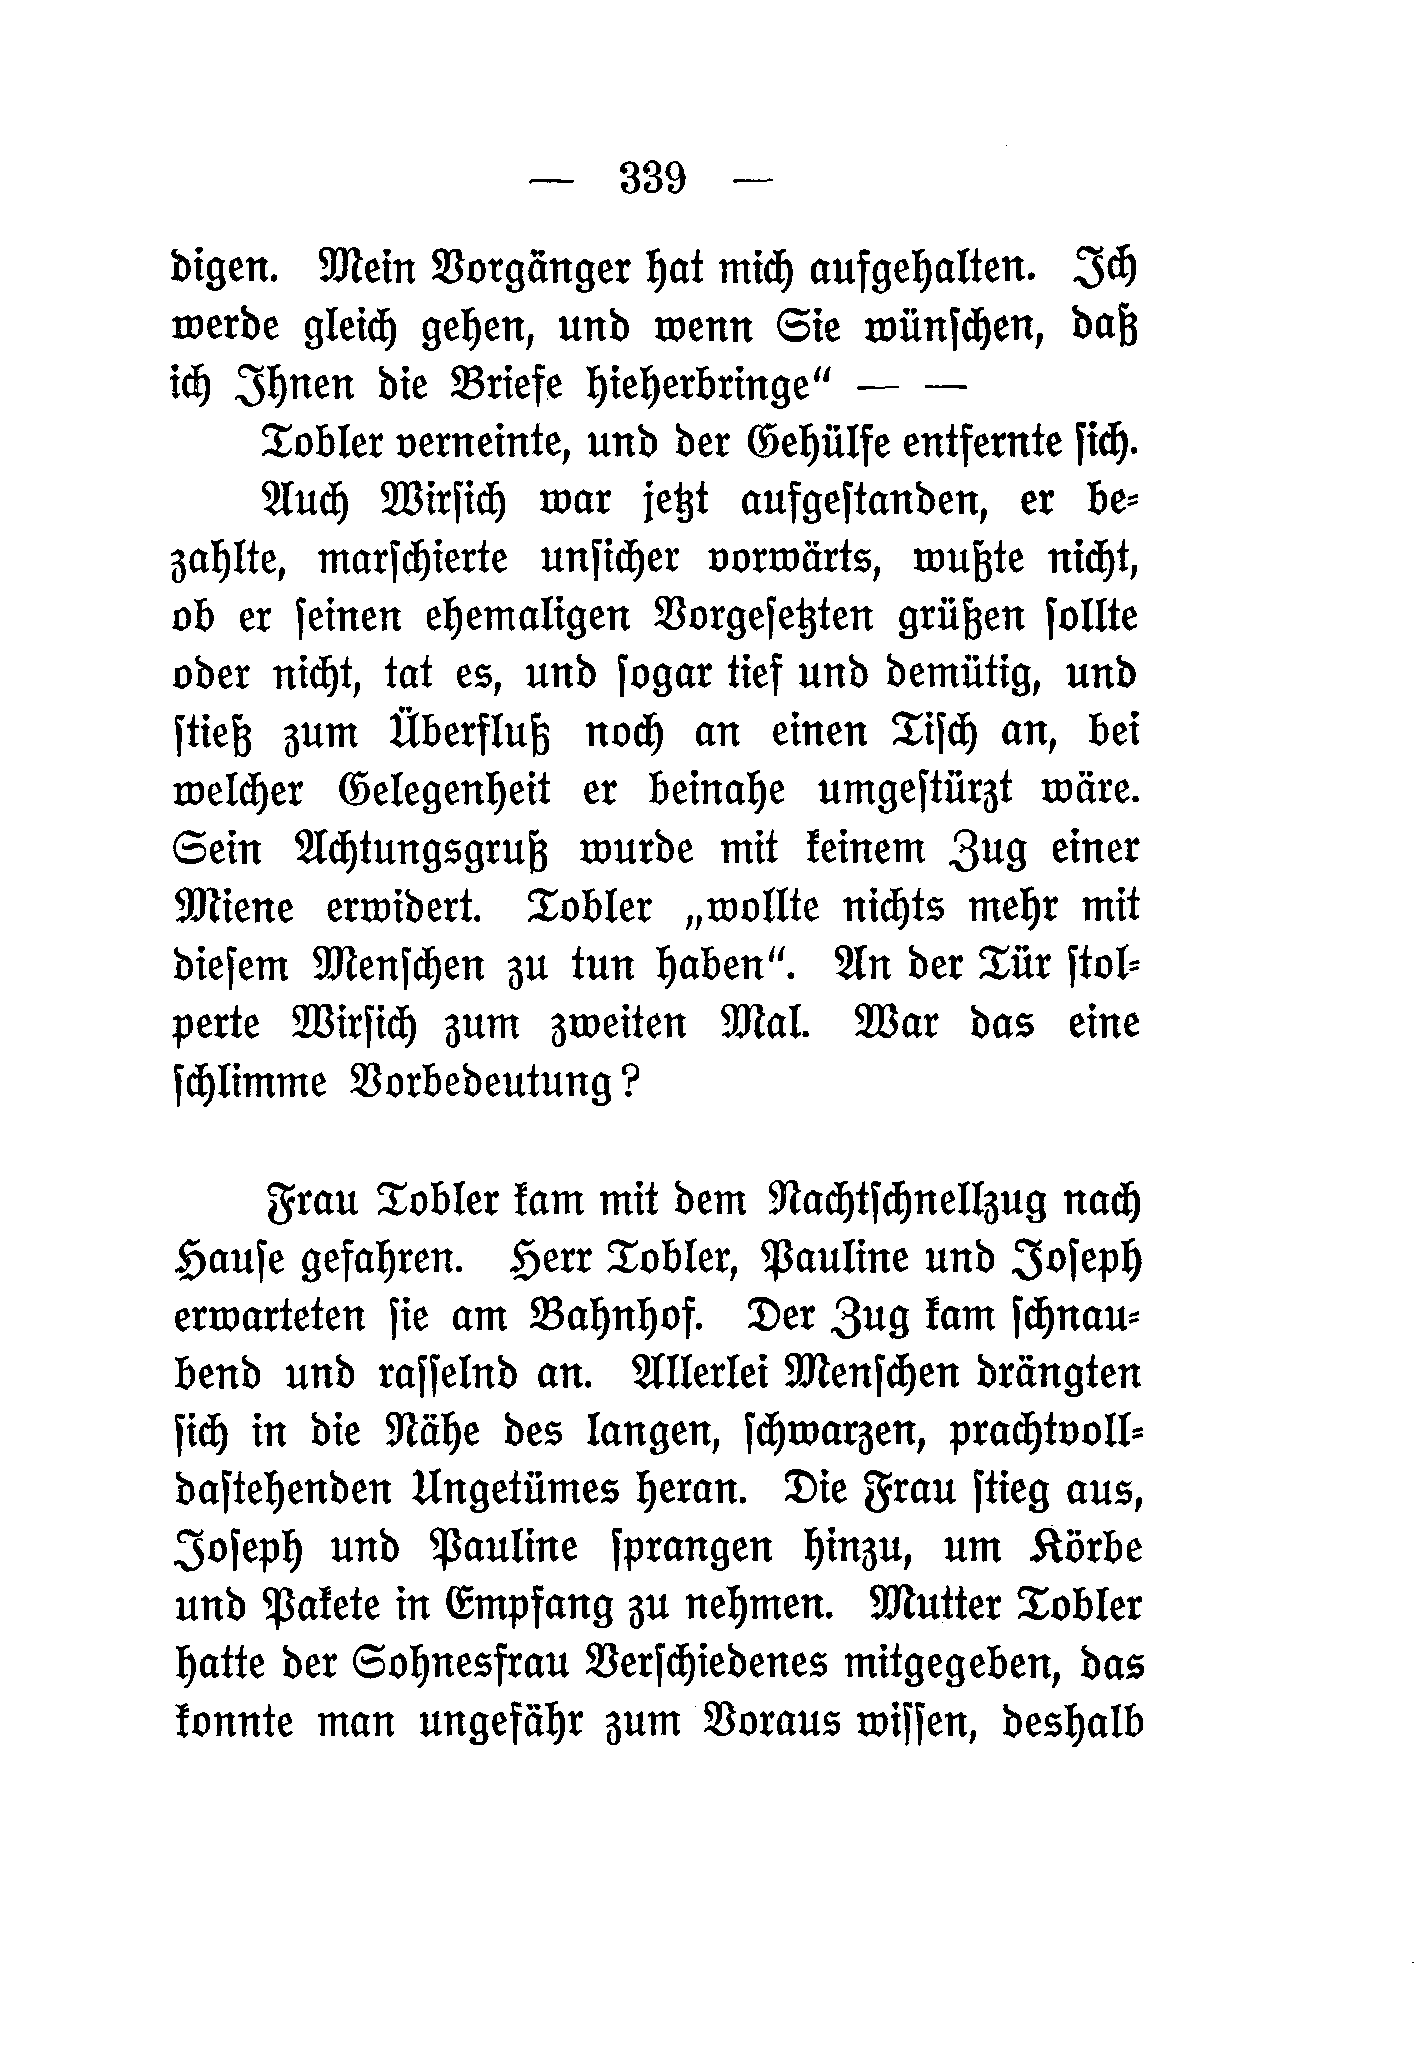 — 339 —
digen. Mein Vorgänger hat mich aufgehalten. Ich
werde gleich gehen, und wenn Sie wünſchen, daß
ich Ihnen die Briefe hieherbringe“ — —
Tobler verneinte, und der Gehülfe entfernte ſich.
Auch Wirſich war jetzt aufgeſtanden, er be⸗
zahlte, marſchierte unſicher vorwärts, wußte nicht,
ob er ſeinen ehemaligen Vorgeſetzten grüßen ſollte
oder nicht, tat es, und ſogar tief und demütig, und
ſtieß zum Überfluß noch an einen Tiſch an, bei
welcher Gelegenheit er beinahe umgeſtürzt wäre.
Sein Achtungsgruß wurde mit keinem Zug einer
Miene erwidert. Tobler „wollte nichts mehr mit
dieſem Menſchen zu tun haben“. An der Tür ſtol⸗
perte Wirſich zum zweiten Mal. War das eine
ſchlimme Vorbedeutung?
Frau Tobler kam mit dem Nachtſchnellzug nach
Hauſe gefahren. Herr Tobler, Pauline und Joſeph
erwarteten ſie am Bahnhof. Der Zug kam ſchnau⸗
bend und raſſelnd an. Allerlei Menſchen drängten
ſich in die Nähe des langen, ſchwarzen, prachtvoll⸗
daſtehenden Ungetümes heran. Die Frau ſtieg aus,
Joſeph und Pauline ſprangen hinzu, um Körbe
und Pakete in Empfang zu nehmen. Mutter Tobler
hatte der Sohnesfrau Verſchiedenes mitgegeben, das
konnte man ungefähr zum Voraus wiſſen, deshalb